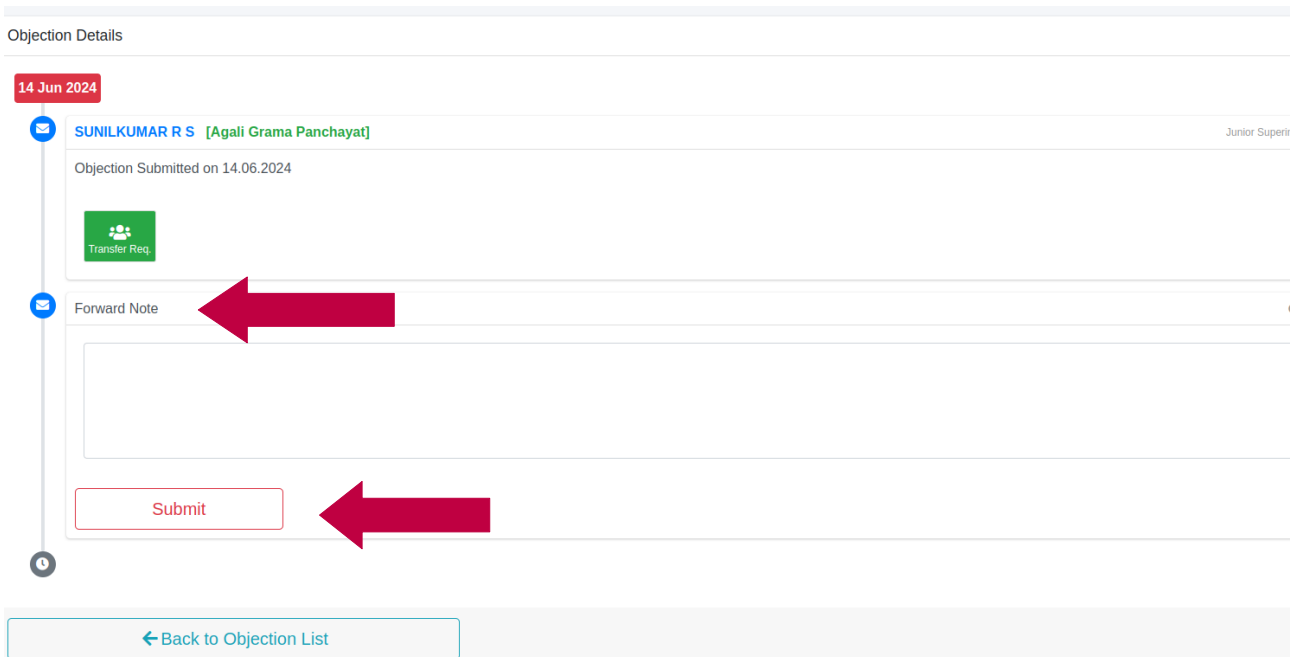 Objection Details
14 Jun 2024
SUNILKUMAR R S [Agali Grama Panchayat]
Junior
Objection Submitted on 14.06.2024
Transfer Req.
Forward Note
Submit
Back to Objection List